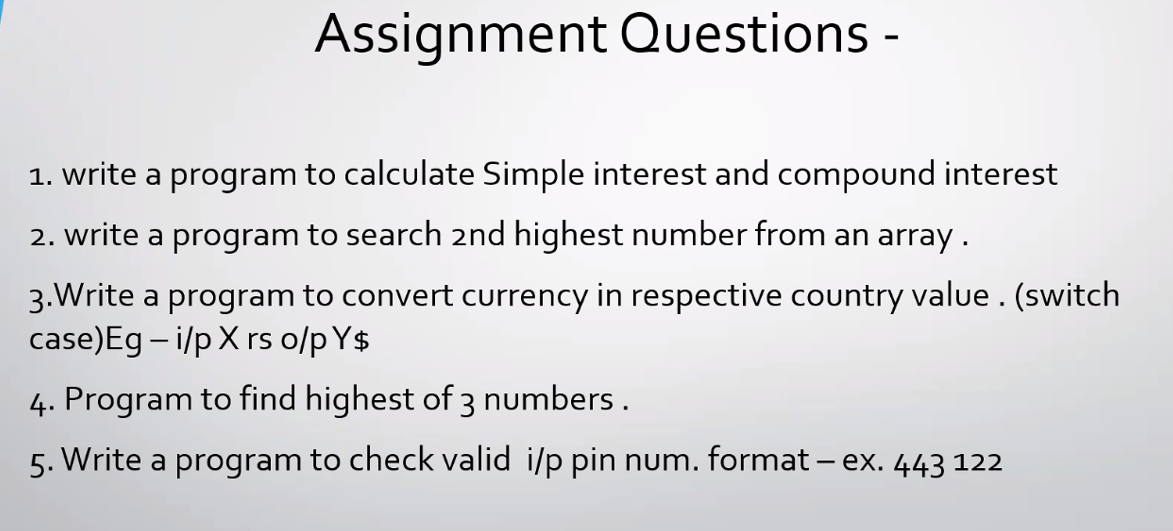 Assignment Questions -
1. write a program to calculate Simple interest and compound interest
2. write a program to search 2nd highest number from an array .
3.Write a program to convert currency in respective country value . (switch
case)Eg – i/p X rs o/p Y$
4. Program to find highest of 3 numbers .
5. Write a program to check valid  i/p pin num. format – ex. 443 122